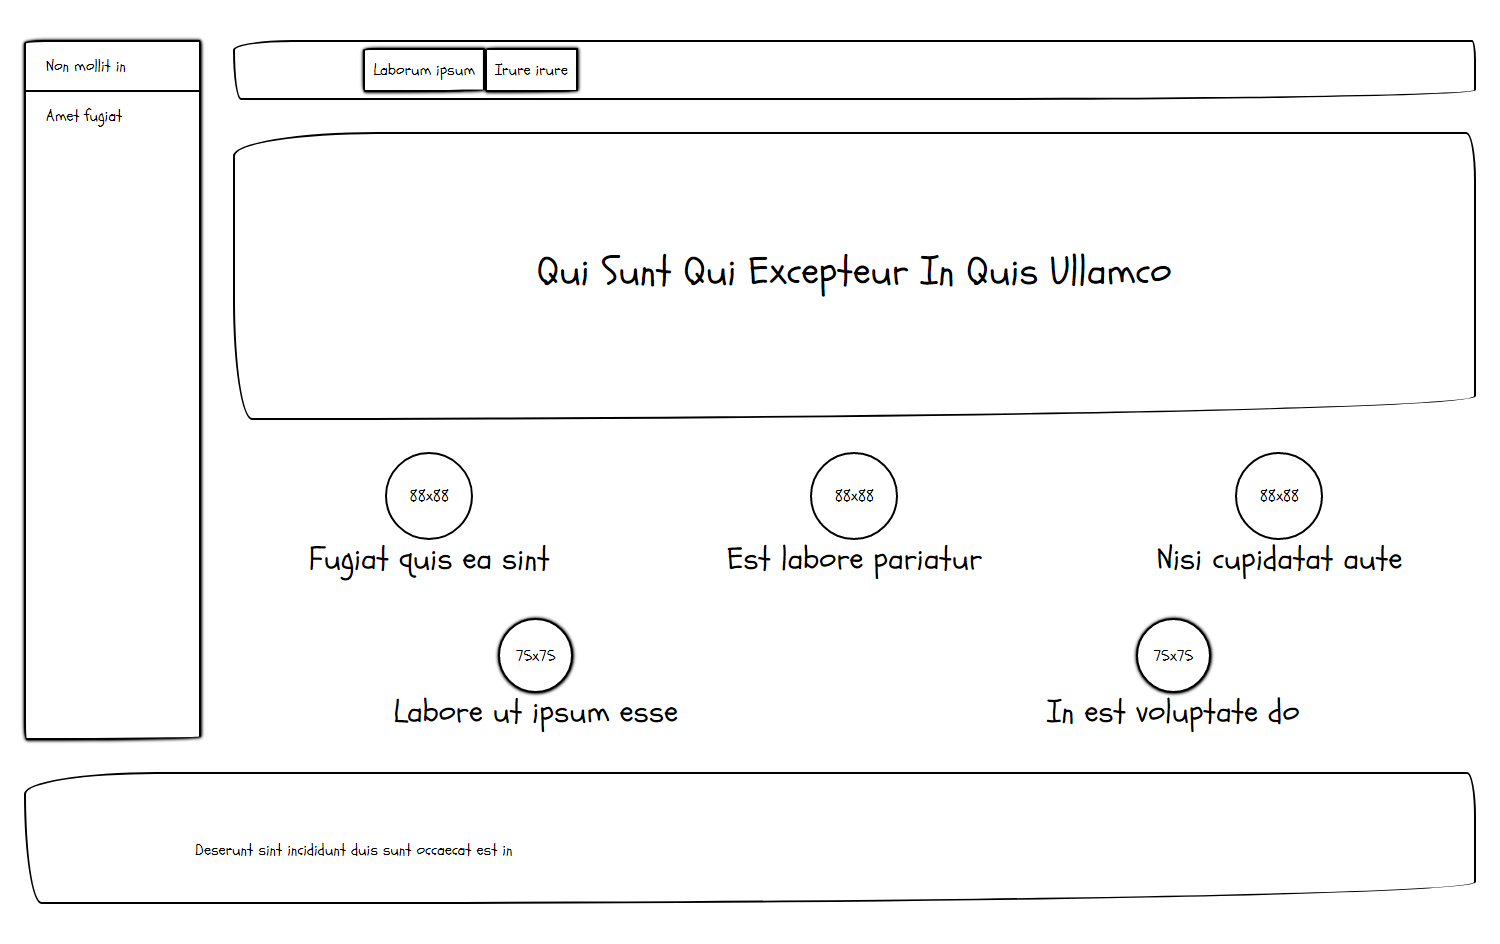 Non mollit in
Amet fugiat
Laborum ipsum
Irure irure
Qui Sunt Qui Excepteur In Quis Ullamco
88x88
88x88
88x88
Fugiat quis ea sint
Est labore pariatur
Nisi cupidatat aute
75x75
75x75
Labore ut ipsum esse
In est voluptate do
Deserunt sint incididunt duis sunt occaecat est in